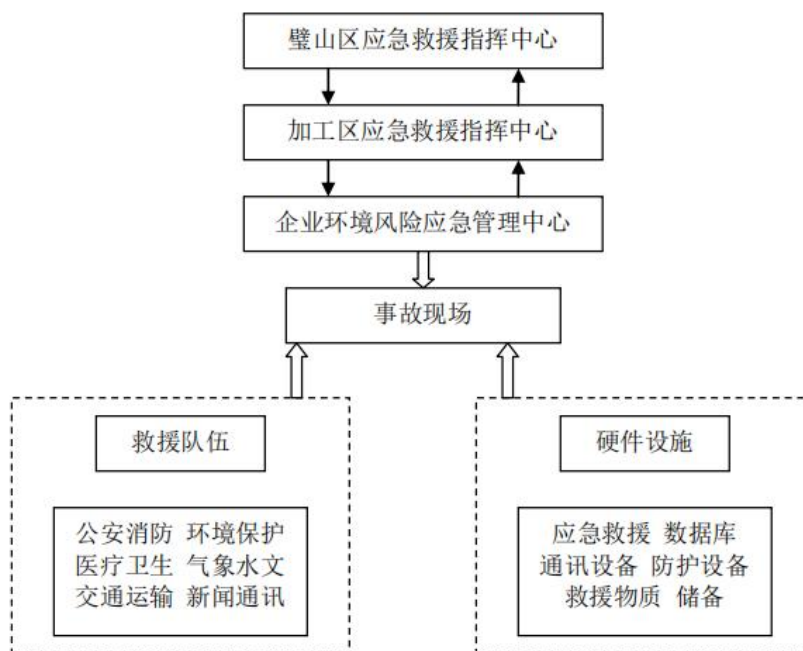 璧山区应急救援指挥中心
加工区应急救援指挥中心
企业环境风险应急管理中心
事故现场
救援队伍
公安消防 环境保护
医疗卫生 气象水文
交通运输 新闻通讯
硬件设施
应急救援 数据库
通讯设备 防护设备
救援物质 储备